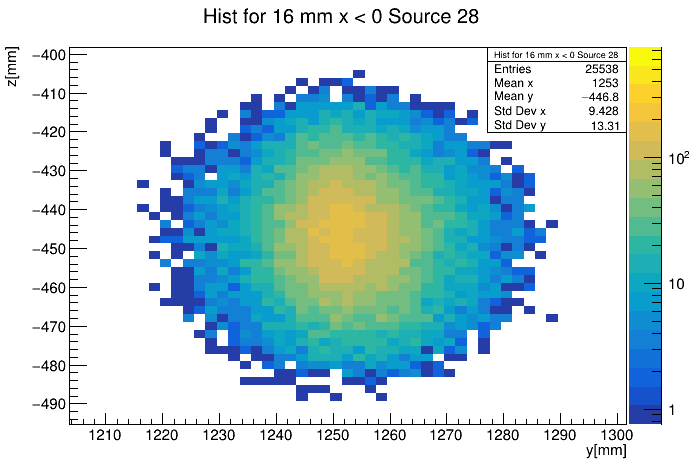 Hist for 16 mm x < 0 Source 28
z[mm]
Hist for 16 mm x < 0 Source 28
Entries 25538
Mean x 1253
Mean y −446.8
Std Dev x 9.428
Std Dev y 13.31
−400
−410
−420
−430
−440
−450
−460
−470
−480
−490
10²
10
1
1210 1220 1230 1240 1250 1260 1270 1280 1290 1300
y[mm]